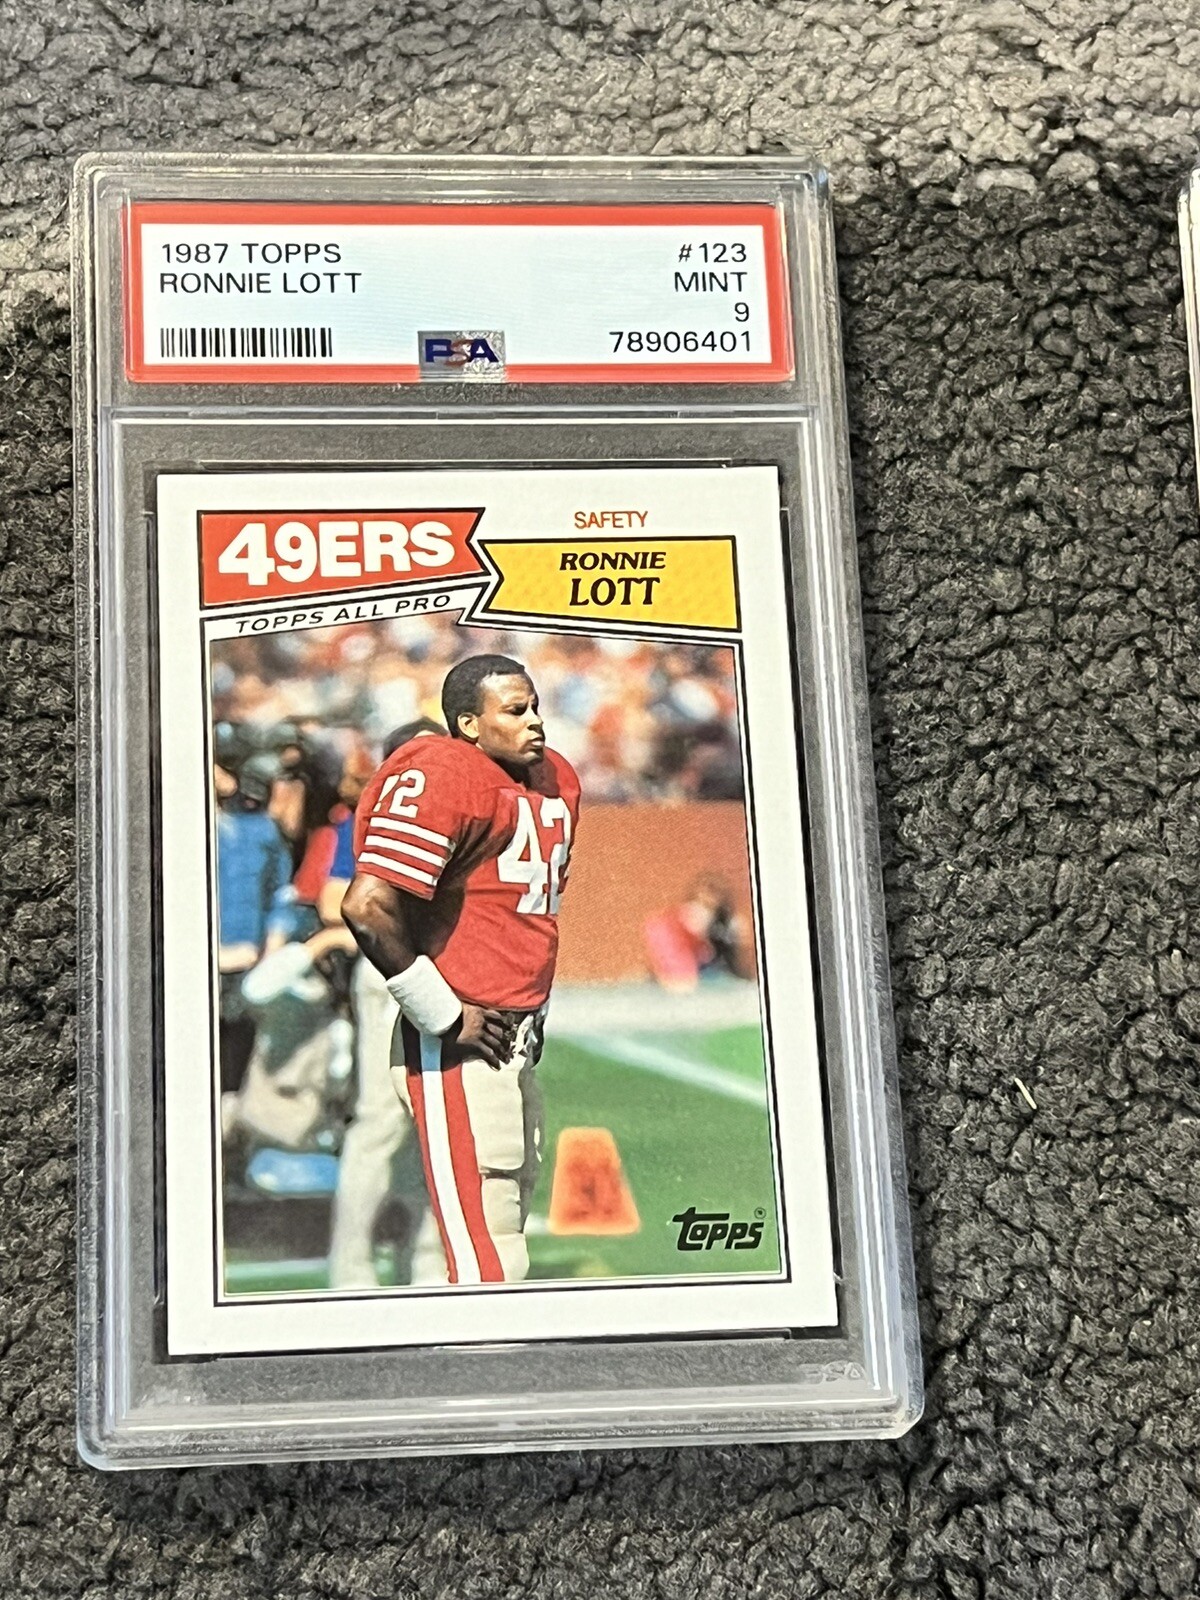 1987 TOPPS #123
RONNIE LOTT MINT
9
PSA 78906401
49ERS
SAFETY
RONNIE
LOTT
TOPPS ALL PRO
42
42
TOPPS®
PSA